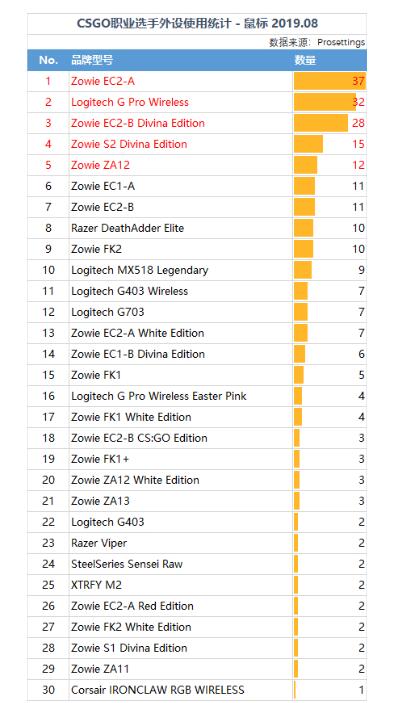 CSGO职业选手外设使用统计 - 鼠标 2019.08
数据来源：Prosettings
No. 品牌型号 数量
1 Zowie EC2-A 37
2 Logitech G Pro Wireless 32
3 Zowie EC2-B Divina Edition 28
4 Zowie S2 Divina Edition 15
5 Zowie ZA12 12
6 Zowie EC1-A 11
7 Zowie EC2-B 11
8 Razer DeathAdder Elite 10
9 Zowie FK2 10
10 Logitech MX518 Legendary 9
11 Logitech G403 Wireless 7
12 Logitech G703 7
13 Zowie EC2-A White Edition 7
14 Zowie EC1-B Divina Edition 6
15 Zowie FK1 5
16 Logitech G Pro Wireless Easter Pink 4
17 Zowie FK1 White Edition 4
18 Zowie EC2-B CS:GO Edition 3
19 Zowie FK1+ 3
20 Zowie ZA12 White Edition 3
21 Zowie ZA13 3
22 Logitech G403 2
23 Razer Viper 2
24 SteelSeries Sensei Raw 2
25 XTRFY M2 2
26 Zowie EC2-A Red Edition 2
27 Zowie FK2 White Edition 2
28 Zowie S1 Divina Edition 2
29 Zowie ZA11 2
30 Corsair IRONCLAW RGB WIRELESS 1